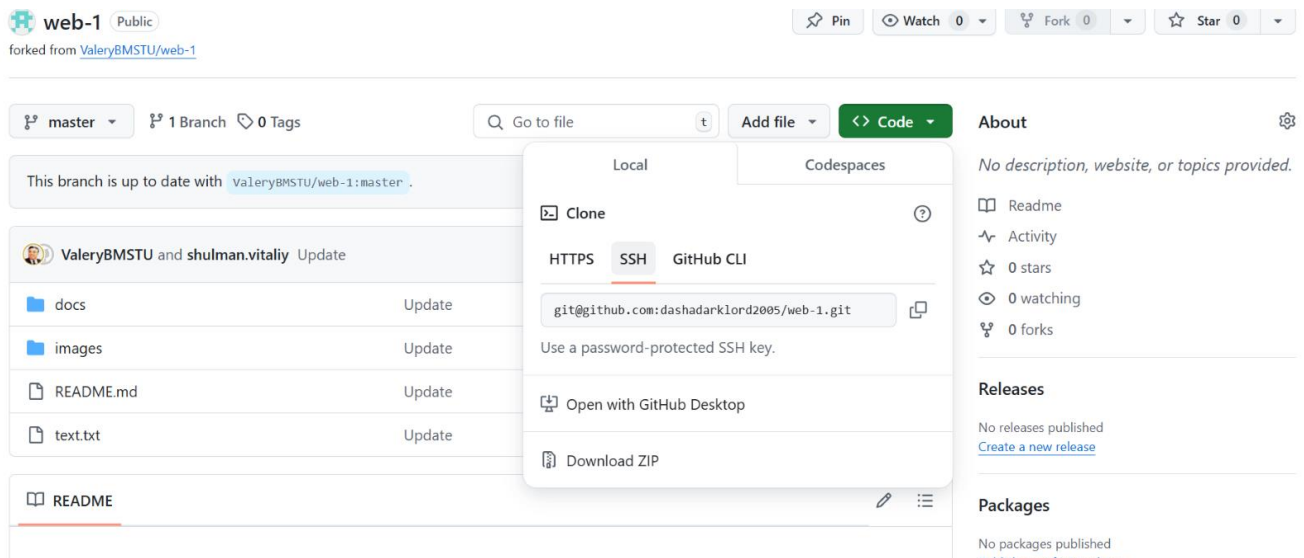 web-1 Public Pin Watch 0 Fork 0 Star 0
forked from ValeryBMSTU/web-1
master 1 Branch 0 Tags Go to file t Add file Code
This branch is up to date with ValeryBMSTU/web-1:master .
ValeryBMSTU and shulman.vitaliy Update
docs Update
images Update
README.md Update
text.txt Update
README
Local Codespaces
Clone
HTTPS SSH GitHub CLI
git@github.com:dashadarklord2005/web-1.git
Use a password-protected SSH key.
Open with GitHub Desktop
Download ZIP
About
No description, website, or topics provided.
Readme
Activity
0 stars
0 watching
0 forks
Releases
No releases published
Create a new release
Packages
No packages published